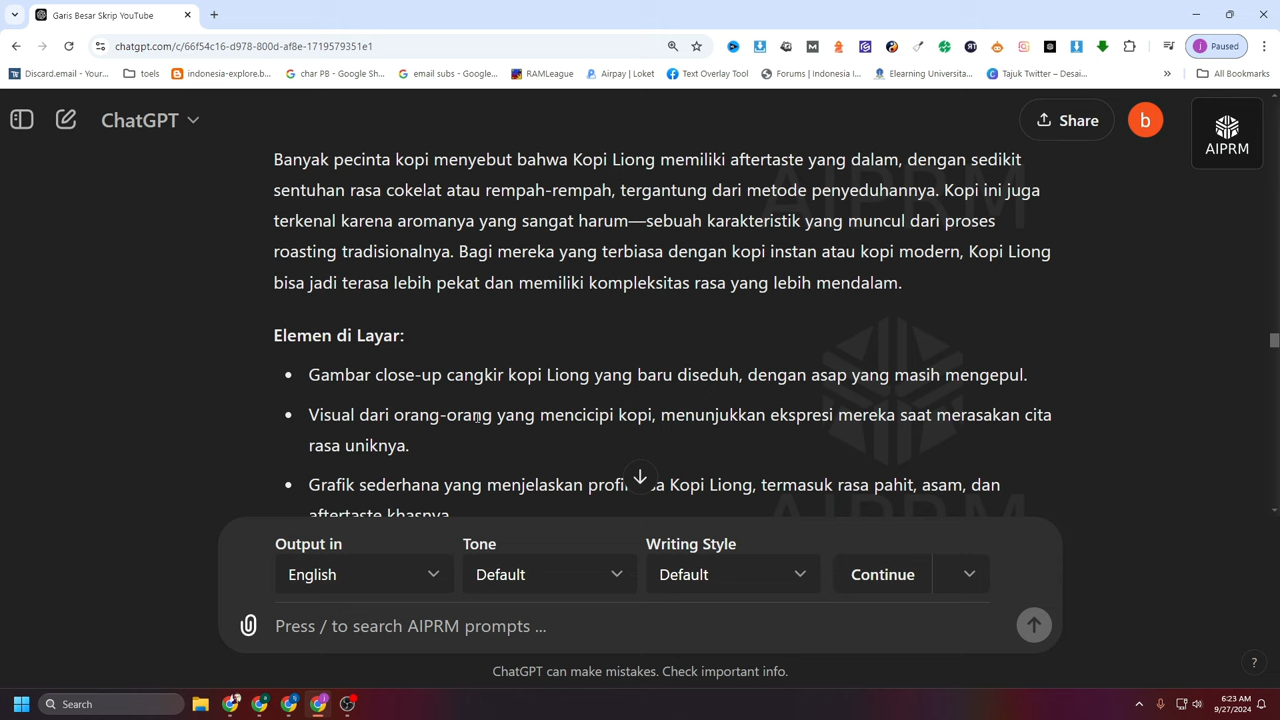 Garis Besar Skrip YouTube
chatgpt.com/c/66f54c16-d978-800d-af8e-1719579351e1
Paused
Discard.email - Your...
toels
indonesia-explore.b...
char PB - Google Sh...
email subs - Google...
RAMLeague
Airpay | Loket
Text Overlay Tool
Forums | Indonesia I...
Elearning Universita...
Tajuk Twitter – Desai...
All Bookmarks
ChatGPT
Share
b
AIPRM
Banyak pecinta kopi menyebut bahwa Kopi Liong memiliki aftertaste yang dalam, dengan sedikit
sentuhan rasa cokelat atau rempah-rempah, tergantung dari metode penyeduhannya. Kopi ini juga
terkenal karena aromanya yang sangat harum—sebuah karakteristik yang muncul dari proses
roasting tradisionalnya. Bagi mereka yang terbiasa dengan kopi instan atau kopi modern, Kopi Liong
bisa jadi terasa lebih pekat dan memiliki kompleksitas rasa yang lebih mendalam.
Elemen di Layar:
• Gambar close-up cangkir kopi Liong yang baru diseduh, dengan asap yang masih mengepul.
• Visual dari orang-orang yang mencicipi kopi, menunjukkan ekspresi mereka saat merasakan cita
rasa uniknya.
• Grafik sederhana yang menjelaskan Kopi Liong, termasuk rasa pahit, asam, dan
aftertaste khasnya.
Output in
Tone
Writing Style
English
Default
Default
Continue
Press / to search AIPRM prompts ...
ChatGPT can make mistakes. Check important info.
?
Search
6:23 AM
9/27/2024